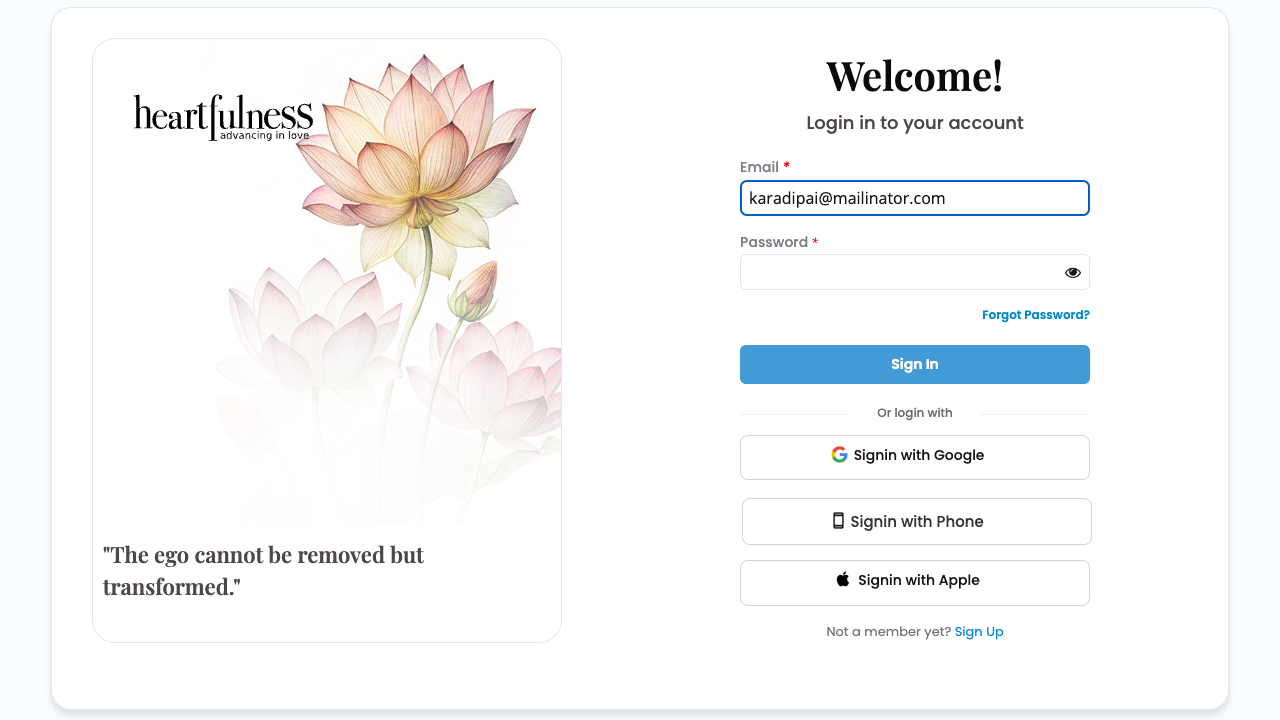 heartfulness
advancing in love
"The ego cannot be removed but
transformed."
Welcome!
Login in to your account
Email *
karadipai@mailinator.com
Password *
Forgot Password?
Sign In
Or login with
Signin with Google
Signin with Phone
Signin with Apple
Not a member yet? Sign Up